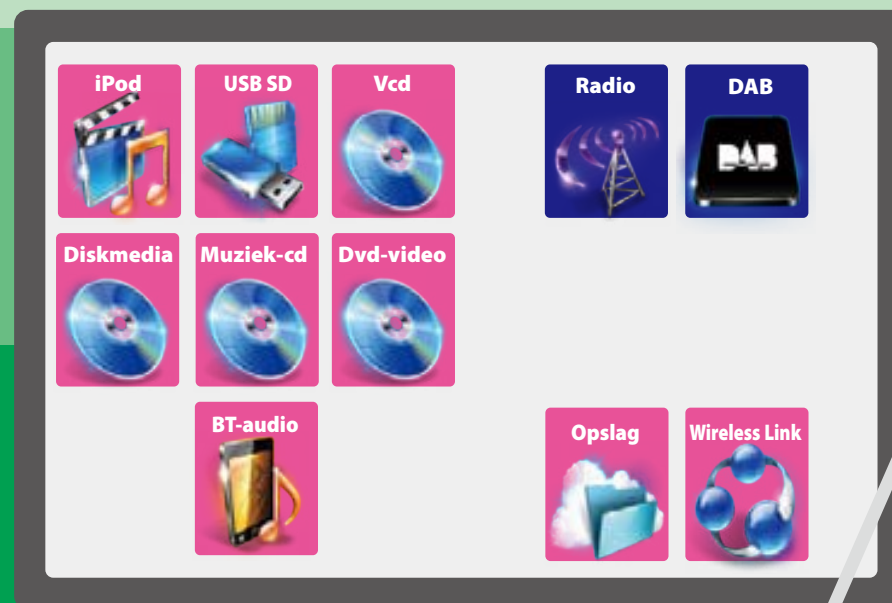 iPod
USB SD
Vcd
Radio
DAB
DAB
Diskmedia
Muziek-cd
Dvd-video
BT-audio
Opslag
Wireless Link